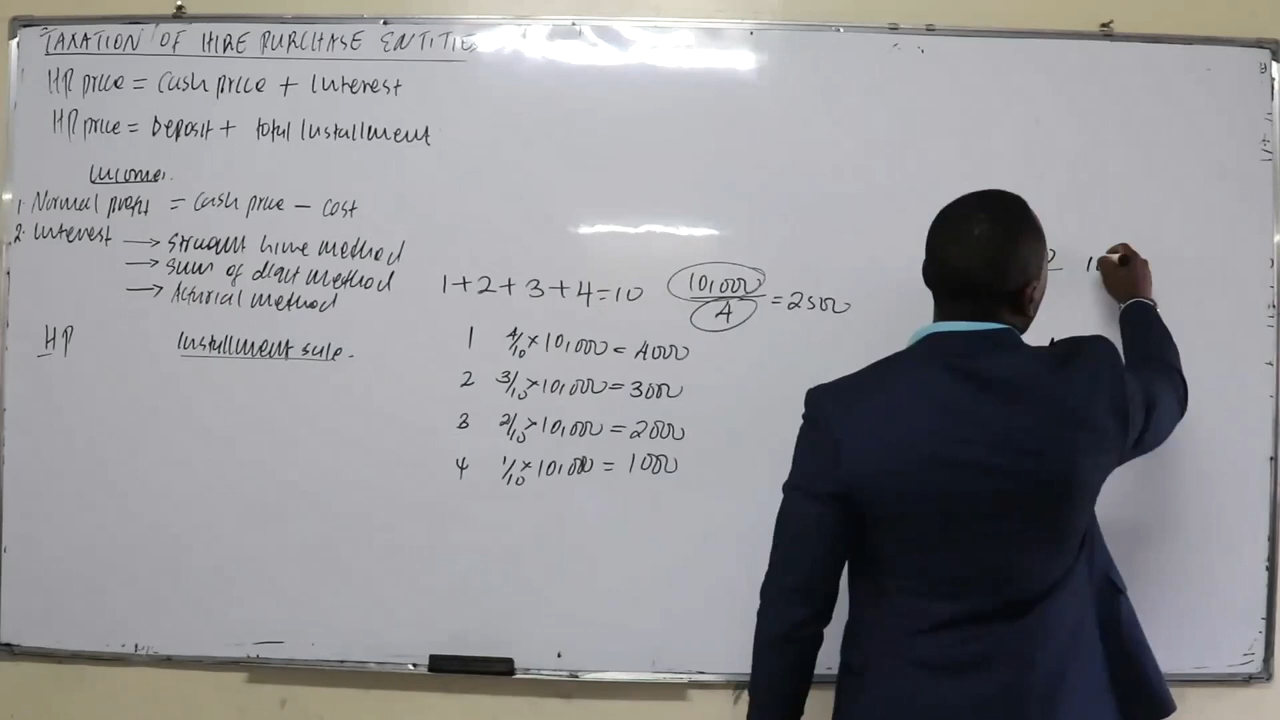 TAXATION OF HIRE PURCHASE ENTITIE
HP price = Cash price + Interest
HP price = Deposit + total Installment
Income.
1. Normal profit = Cash price - cost
2. Interest → straight line method
→ sum of digit method
→ Acturial method
HP Installment sale.
1+2+3+4=10
10,000/4 = 2500
1 4/10 × 10,000 = 4000
2 3/10 × 10,000 = 3000
3 2/10 × 10,000 = 2000
4 1/10 × 10,000 = 1000